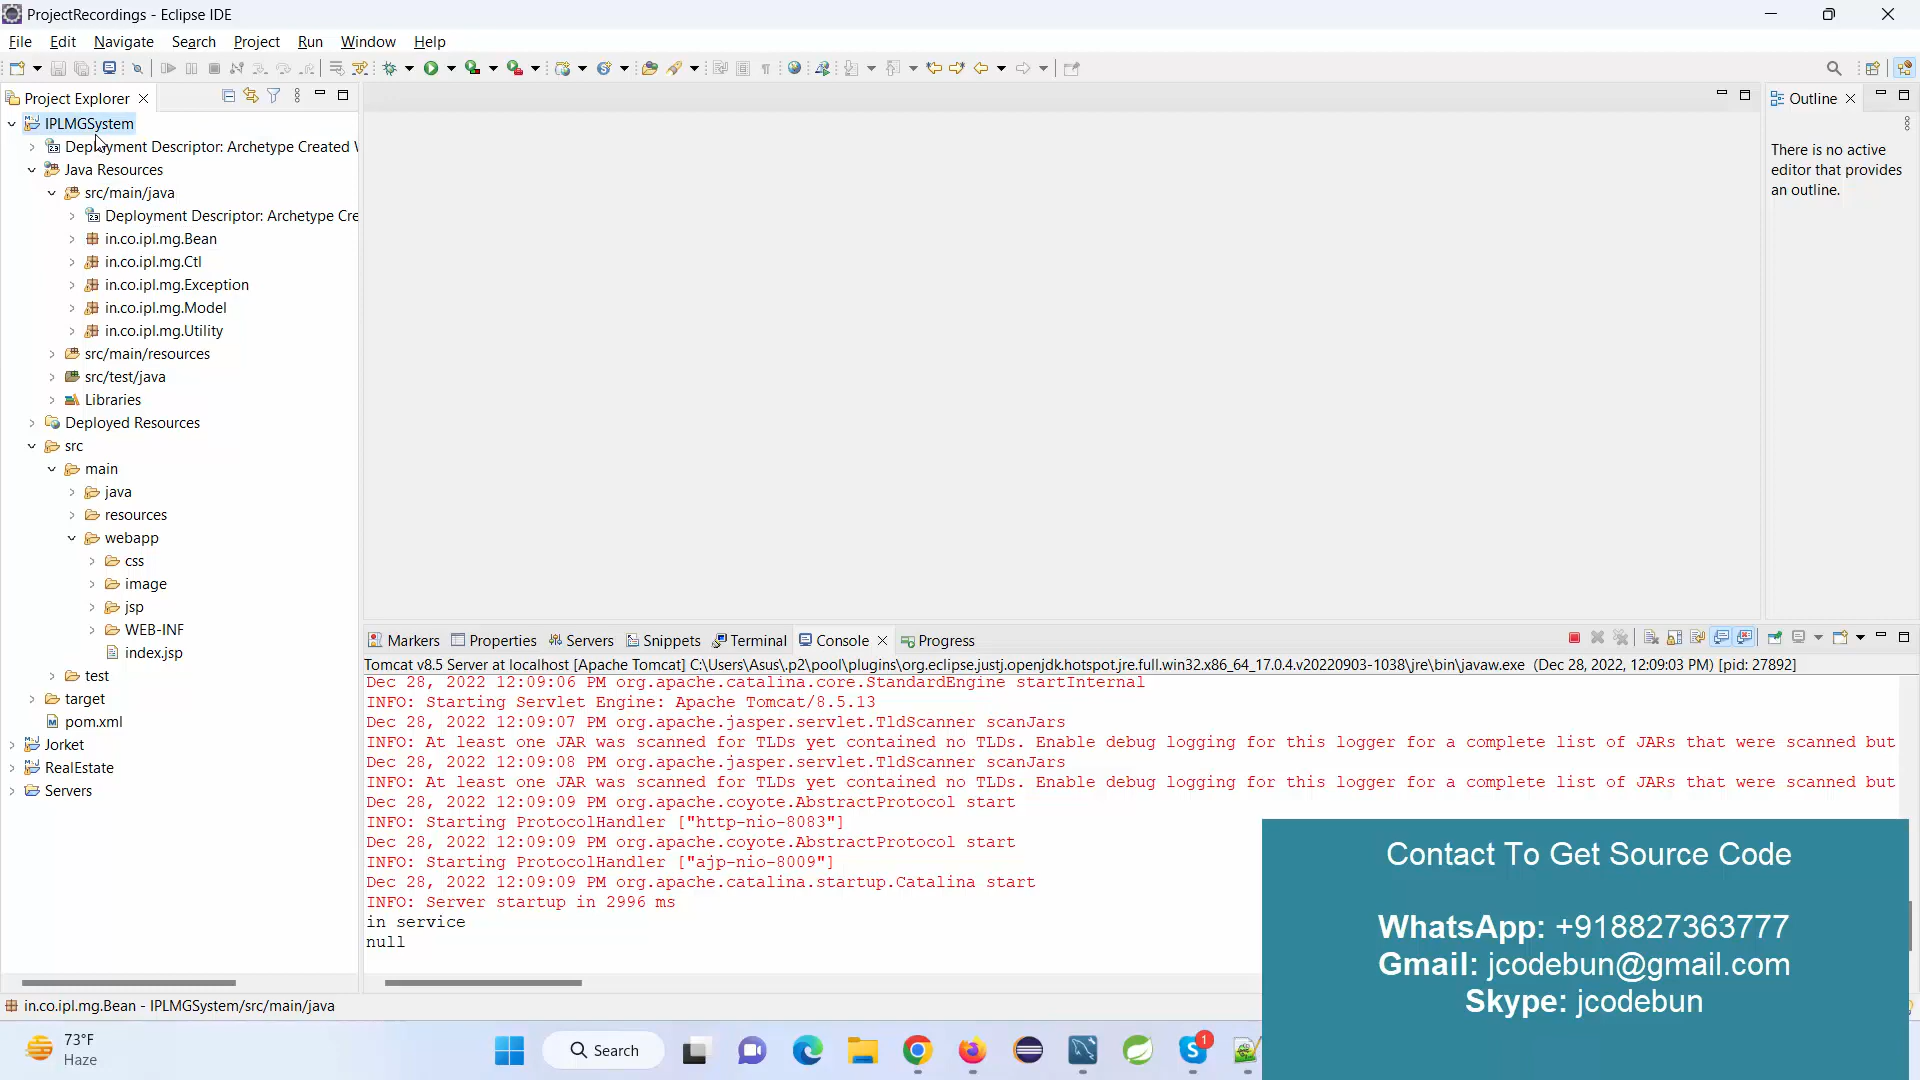 ProjectRecordings - Eclipse IDE
File Edit Navigate Search Project Run Window Help
Project Explorer
Outline
IPLMGSystem
Deployment Descriptor: Archetype Created
Java Resources
src/main/java
Deployment Descriptor: Archetype Cre
in.co.ipl.mg.Bean
in.co.ipl.mg.Ctl
in.co.ipl.mg.Exception
in.co.ipl.mg.Model
in.co.ipl.mg.Utility
src/main/resources
src/test/java
Libraries
Deployed Resources
src
main
java
resources
webapp
css
image
jsp
WEB-INF
index.jsp
test
target
pom.xml
Jorket
RealEstate
Servers
There is no active
editor that provides
an outline.
Markers Properties Servers Snippets Terminal Console Progress
Tomcat v8.5 Server at localhost [Apache Tomcat] C:\Users\Asus\.p2\pool\plugins\org.eclipse.justj.openjdk.hotspot.jre.full.win32.x86_64_17.0.4.v20220903-1038\jre\bin\javaw.exe (Dec 28, 2022, 12:09:03 PM) [pid: 27892]
Dec 28, 2022 12:09:06 PM org.apache.catalina.core.StandardEngine startInternal
INFO: Starting Servlet Engine: Apache Tomcat/8.5.13
Dec 28, 2022 12:09:07 PM org.apache.jasper.servlet.TldScanner scanJars
INFO: At least one JAR was scanned for TLDs yet contained no TLDs. Enable debug logging for this logger for a complete list of JARs that were scanned but
Dec 28, 2022 12:09:08 PM org.apache.jasper.servlet.TldScanner scanJars
INFO: At least one JAR was scanned for TLDs yet contained no TLDs. Enable debug logging for this logger for a complete list of JARs that were scanned but
Dec 28, 2022 12:09:09 PM org.apache.coyote.AbstractProtocol start
INFO: Starting ProtocolHandler ["http-nio-8083"]
Dec 28, 2022 12:09:09 PM org.apache.coyote.AbstractProtocol start
INFO: Starting ProtocolHandler ["ajp-nio-8009"]
Dec 28, 2022 12:09:09 PM org.apache.catalina.startup.Catalina start
INFO: Server startup in 2996 ms
in service
null
Contact To Get Source Code
WhatsApp: +918827363777
Gmail: jcodebun@gmail.com
Skype: jcodebun
in.co.ipl.mg.Bean - IPLMGSystem/src/main/java
73°F
Haze
Search
1